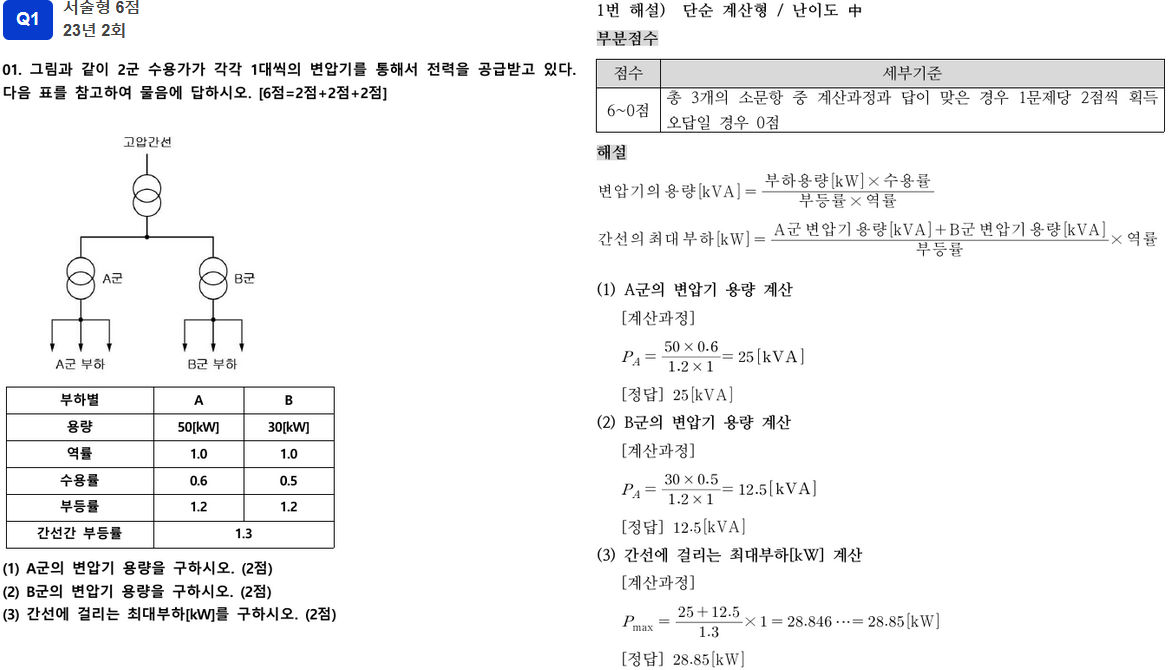 Q1
서술형 6점
23년 2회
01. 그림과 같이 2군 수용가가 각각 1대씩의 변압기를 통해서 전력을 공급받고 있다.
다음 표를 참고하여 물음에 답하시오. [6점=2점+2점+2점]
고압간선
A군 B군
A군 부하 B군 부하
부하별 A B
용량 50[kW] 30[kW]
역률 1.0 1.0
수용률 0.6 0.5
부등률 1.2 1.2
간선간 부등률 1.3
(1) A군의 변압기 용량을 구하시오. (2점)
(2) B군의 변압기 용량을 구하시오. (2점)
(3) 간선에 걸리는 최대부하[kW]를 구하시오. (2점)
1번 해설) 단순 계산형 / 난이도 中
부분점수
점수 세부기준
6~0점 총 3개의 소문항 중 계산과정과 답이 맞은 경우 1문제당 2점씩 획득
오답일 경우 0점
해설
변압기의 용량[kVA] = 부하용량[kW] × 수용률 / 부등률 × 역률
간선의 최대 부하[kW] = A군 변압기 용량[kVA] + B군 변압기 용량[kVA] / 부등률 × 역률
(1) A군의 변압기 용량 계산
[계산과정]
P_A = 50 × 0.6 / 1.2 × 1 = 25 [kVA]
[정답] 25[kVA]
(2) B군의 변압기 용량 계산
[계산과정]
P_A = 30 × 0.5 / 1.2 × 1 = 12.5[kVA]
[정답] 12.5[kVA]
(3) 간선에 걸리는 최대부하[kW] 계산
[계산과정]
P_max = 25 + 12.5 / 1.3 × 1 = 28.846 ⋯ = 28.85[kW]
[정답] 28.85[kW]